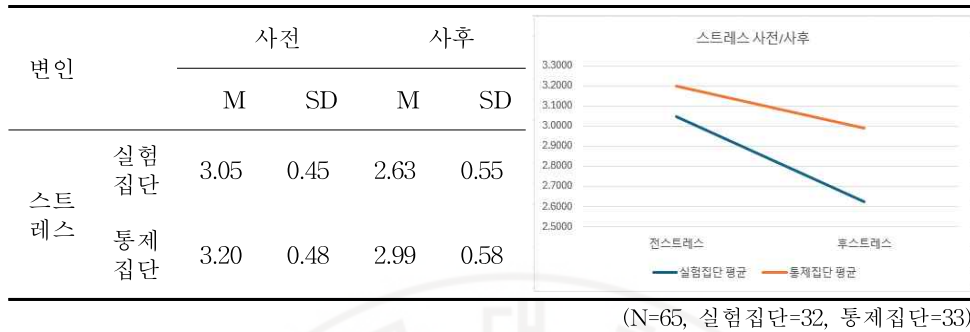 변인 사전 사후
M SD M SD
스트레스 실험집단 3.05 0.45 2.63 0.55
통제집단 3.20 0.48 2.99 0.58
스트레스 사전/사후
3.3000
3.2000
3.1000
3.0000
2.9000
2.8000
2.7000
2.6000
2.5000
전스트레스 후스트레스
실험집단 평균 통제집단 평균
(N=65, 실험집단=32, 통제집단=33)